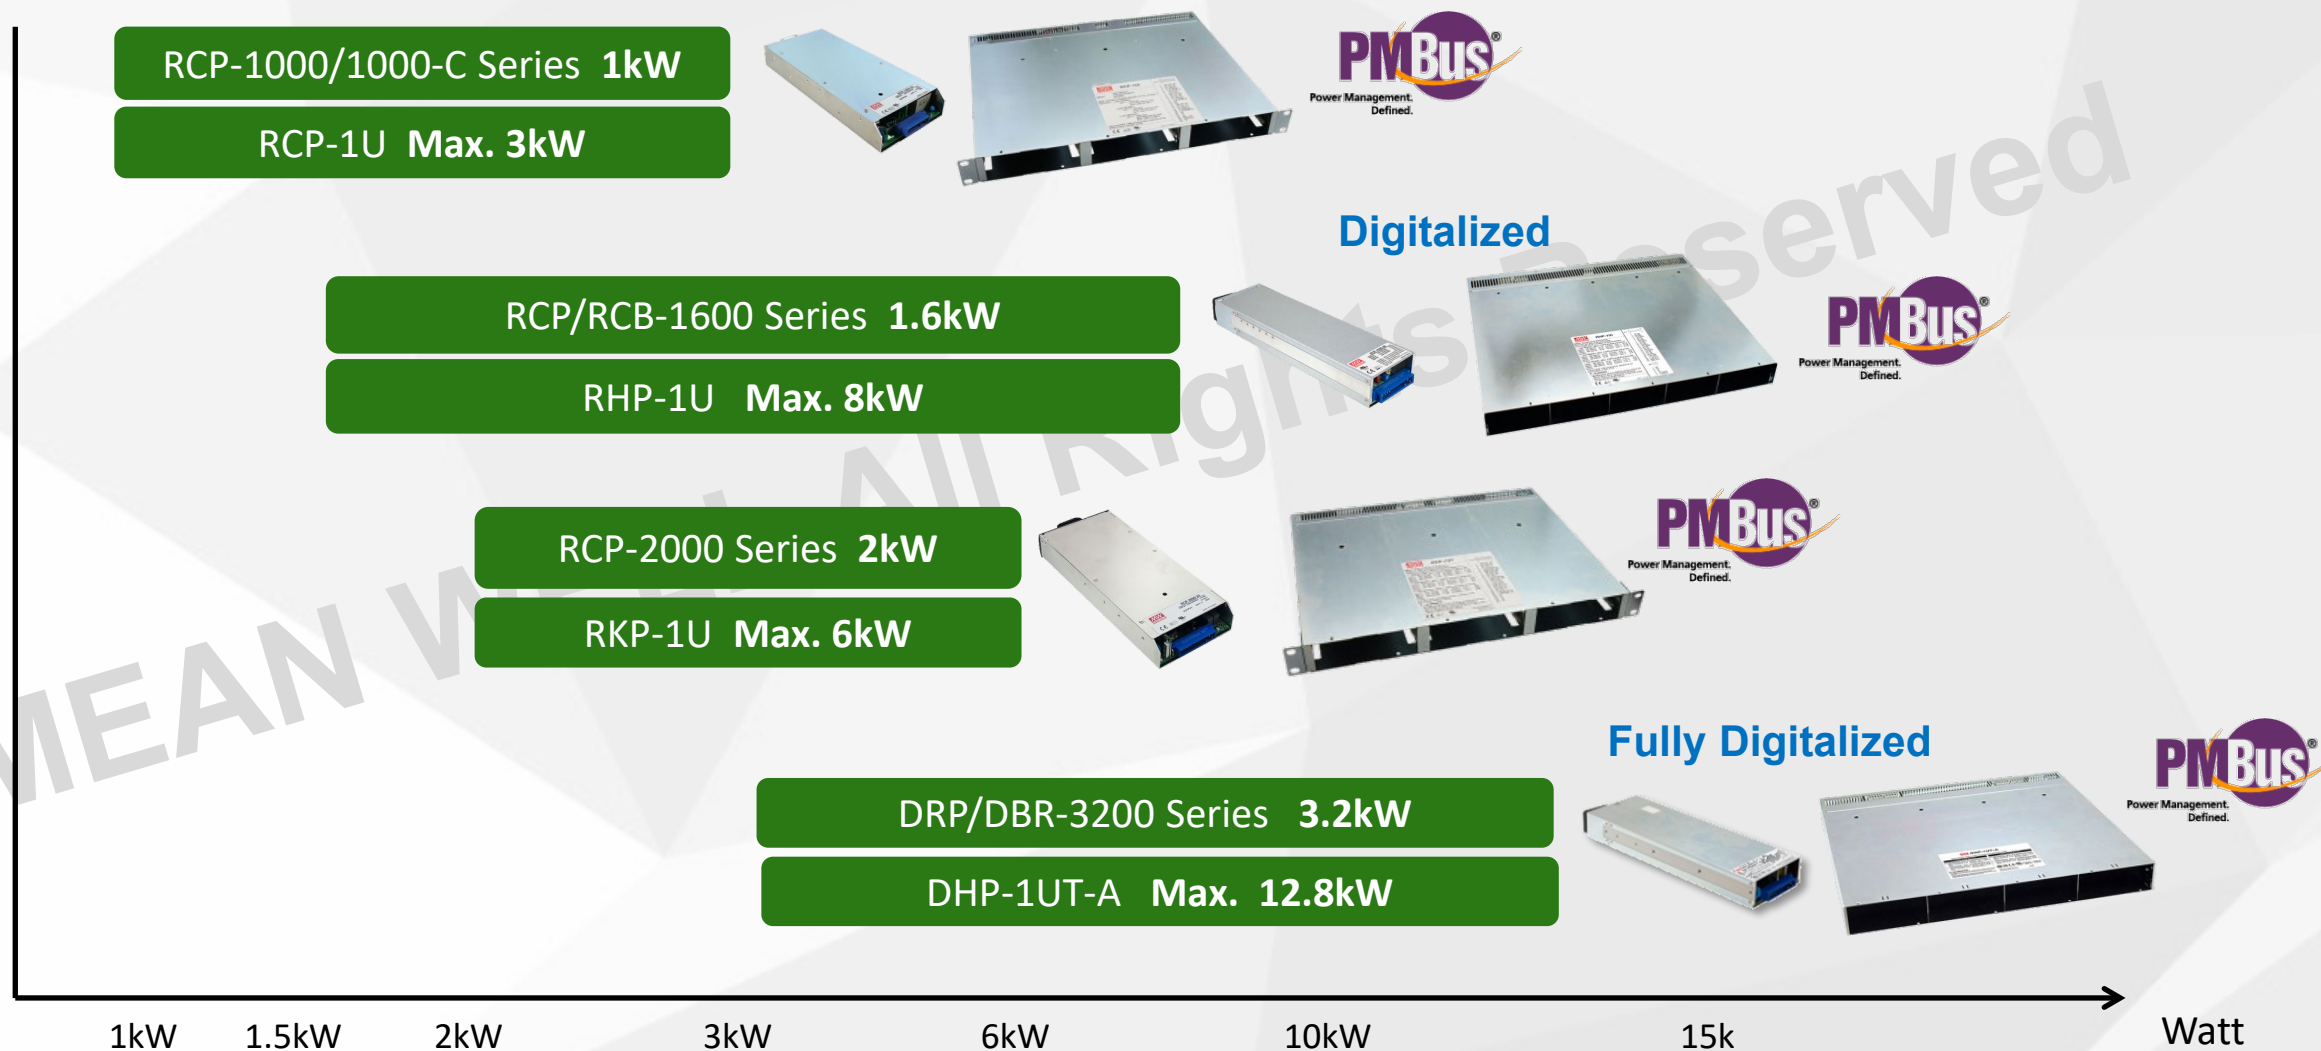 RCP-1000/1000-C Series 1kW
RCP-1U Max. 3kW
PMBus®
Power Management.
Defined.
Digitalized
RCP/RCB-1600 Series 1.6kW
RHP-1U Max. 8kW
PMBus®
Power Management.
Defined.
RCP-2000 Series 2kW
RKP-1U Max. 6kW
PMBus®
Power Management.
Defined.
Fully Digitalized
DRP/DBR-3200 Series 3.2kW
DHP-1UT-A Max. 12.8kW
PMBus®
Power Management.
Defined.
MEAN WELL All Rights Reserved
1kW 1.5kW 2kW 3kW 6kW 10kW 15k Watt